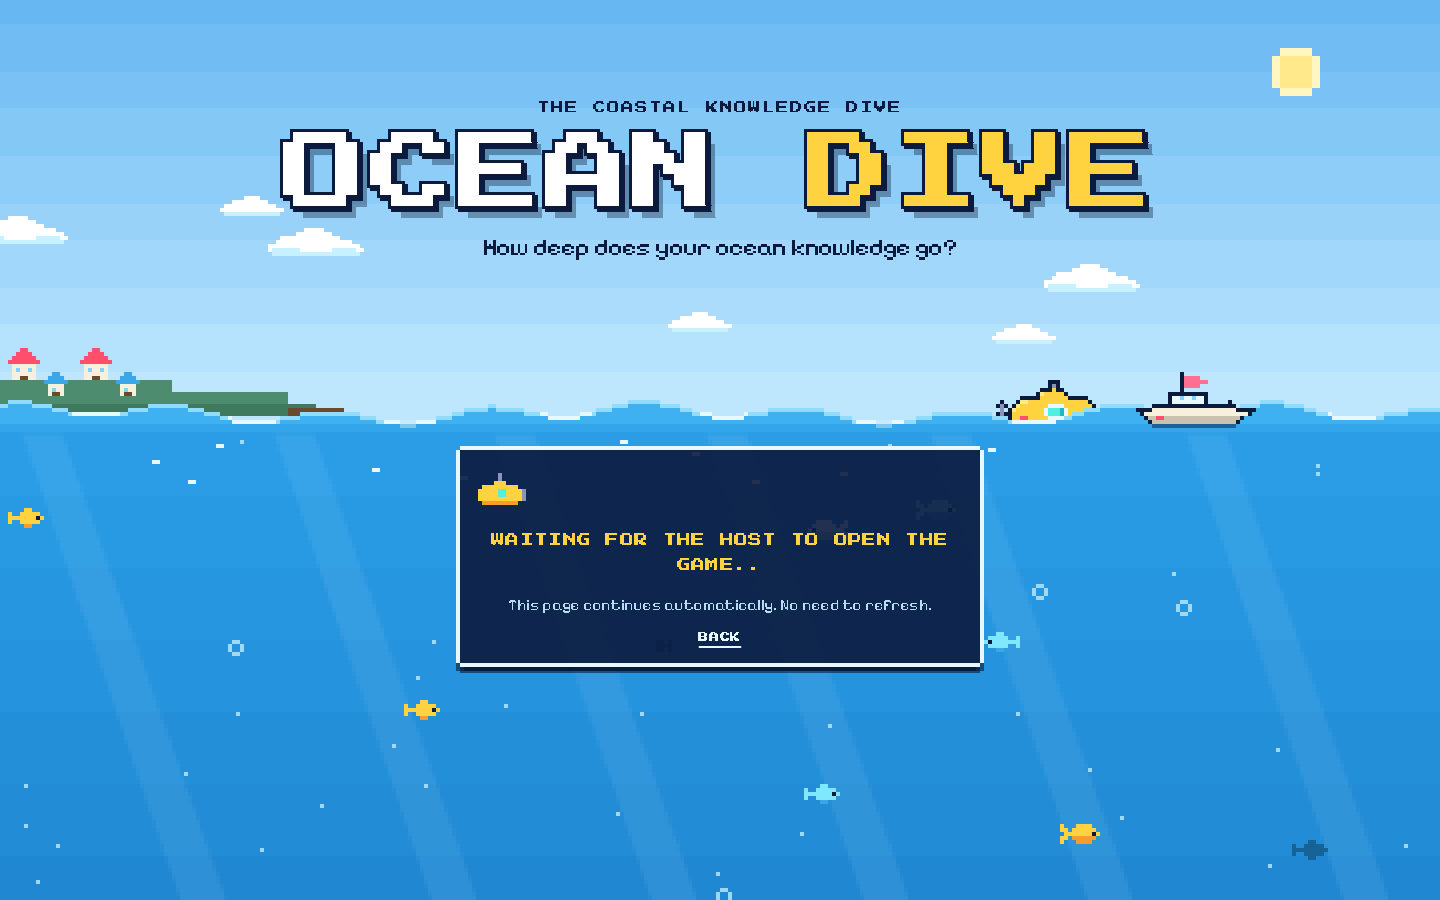 THE COASTAL KNOWLEDGE DIVE
OCEAN DIVE
How deep does your ocean knowledge go?
WAITING FOR THE HOST TO OPEN THE
GAME..
This page continues automatically. No need to refresh.
BACK